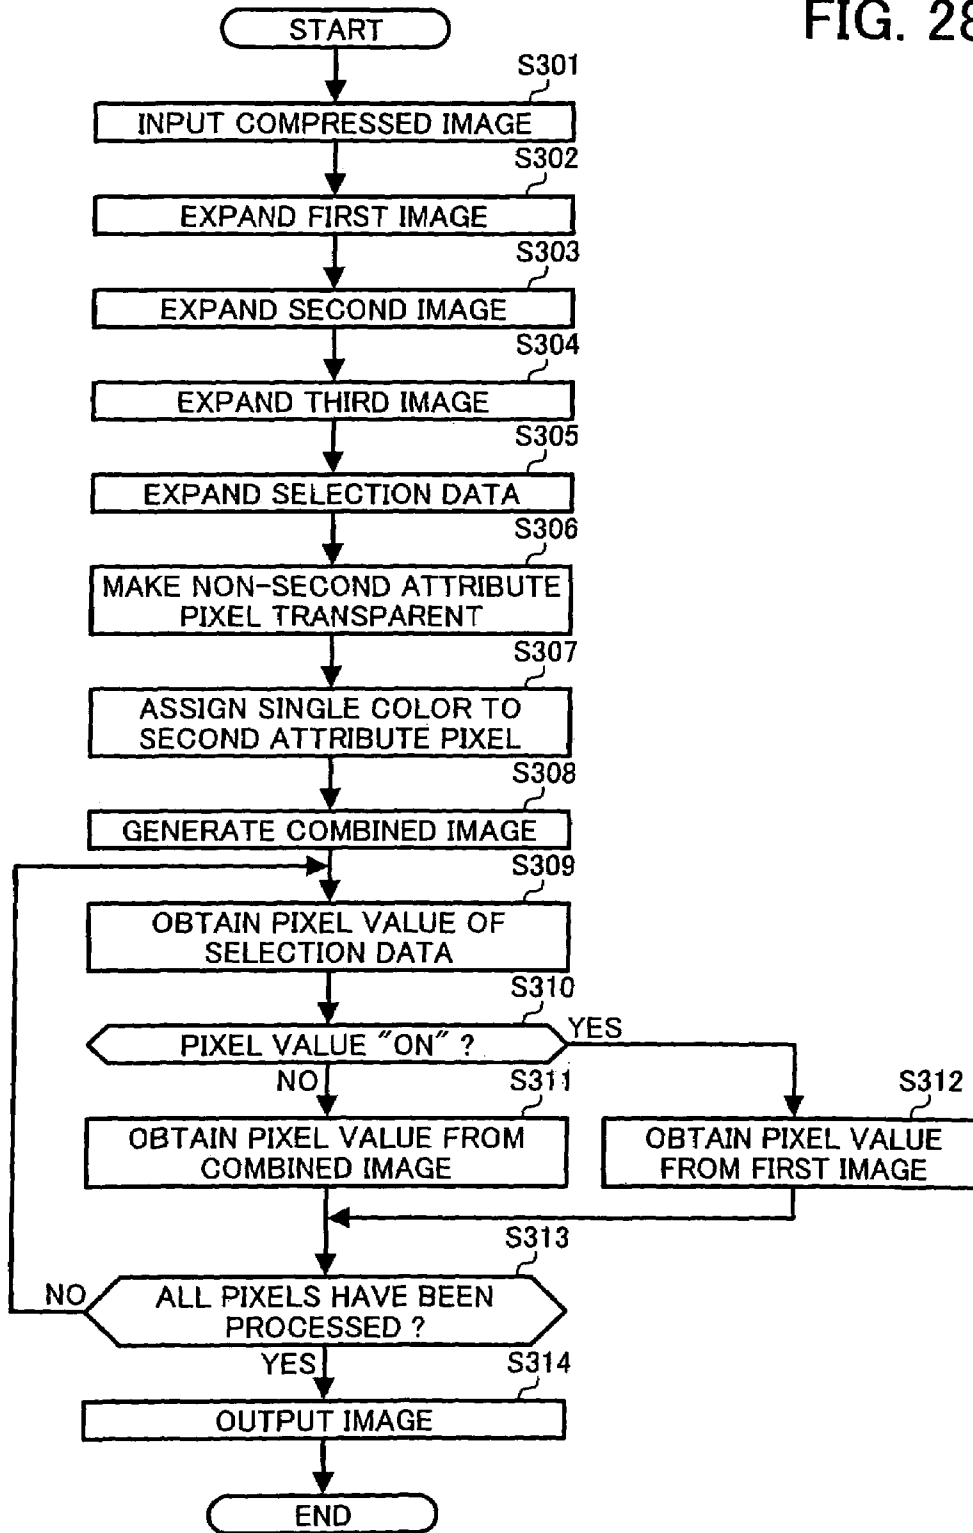 FIG. 28
START
S301
INPUT COMPRESSED IMAGE
S302
EXPAND FIRST IMAGE
S303
EXPAND SECOND IMAGE
S304
EXPAND THIRD IMAGE
S305
EXPAND SELECTION DATA
S306
MAKE NON-SECOND ATTRIBUTE
PIXEL TRANSPARENT
S307
ASSIGN SINGLE COLOR TO
SECOND ATTRIBUTE PIXEL
S308
GENERATE COMBINED IMAGE
S309
OBTAIN PIXEL VALUE OF
SELECTION DATA
S310
PIXEL VALUE "ON" ?
YES
NO
S311
OBTAIN PIXEL VALUE FROM
COMBINED IMAGE
S312
OBTAIN PIXEL VALUE
FROM FIRST IMAGE
S313
ALL PIXELS HAVE BEEN
PROCESSED ?
NO
YES
S314
OUTPUT IMAGE
END